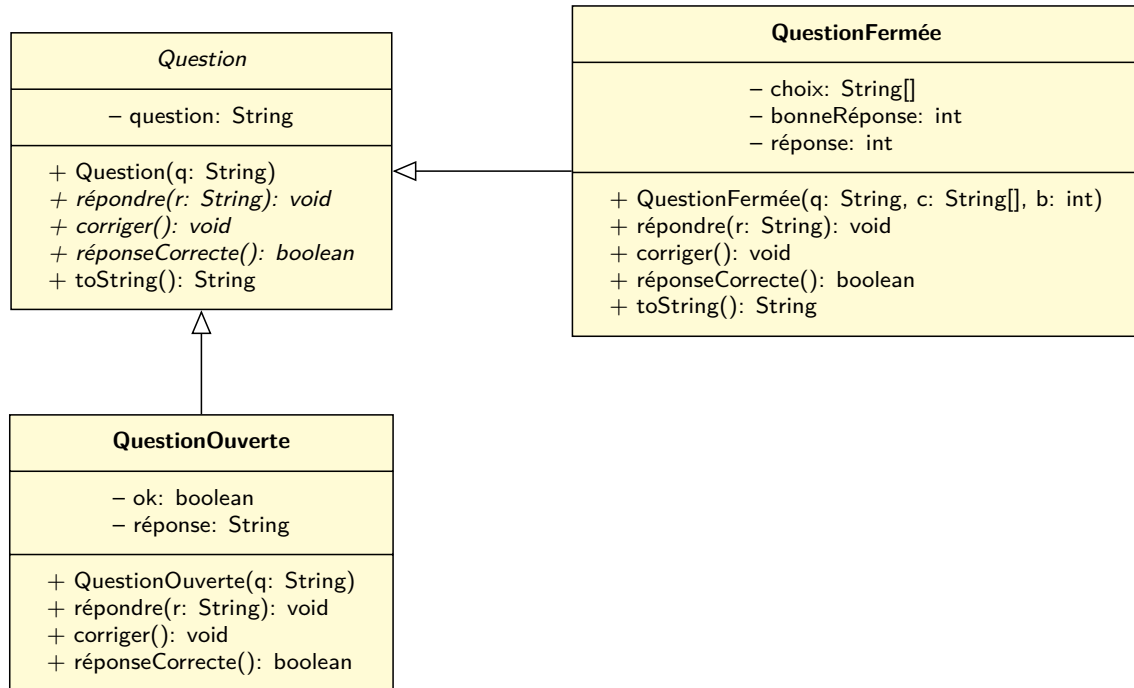 Question
– question: String
+ Question(q: String)
+ répondre(r: String): void
+ corriger(): void
+ réponseCorrecte(): boolean
+ toString(): String
QuestionFermée
– choix: String[]
– bonneRéponse: int
– réponse: int
+ QuestionFermée(q: String, c: String[], b: int)
+ répondre(r: String): void
+ corriger(): void
+ réponseCorrecte(): boolean
+ toString(): String
QuestionOuverte
– ok: boolean
– réponse: String
+ QuestionOuverte(q: String)
+ répondre(r: String): void
+ corriger(): void
+ réponseCorrecte(): boolean